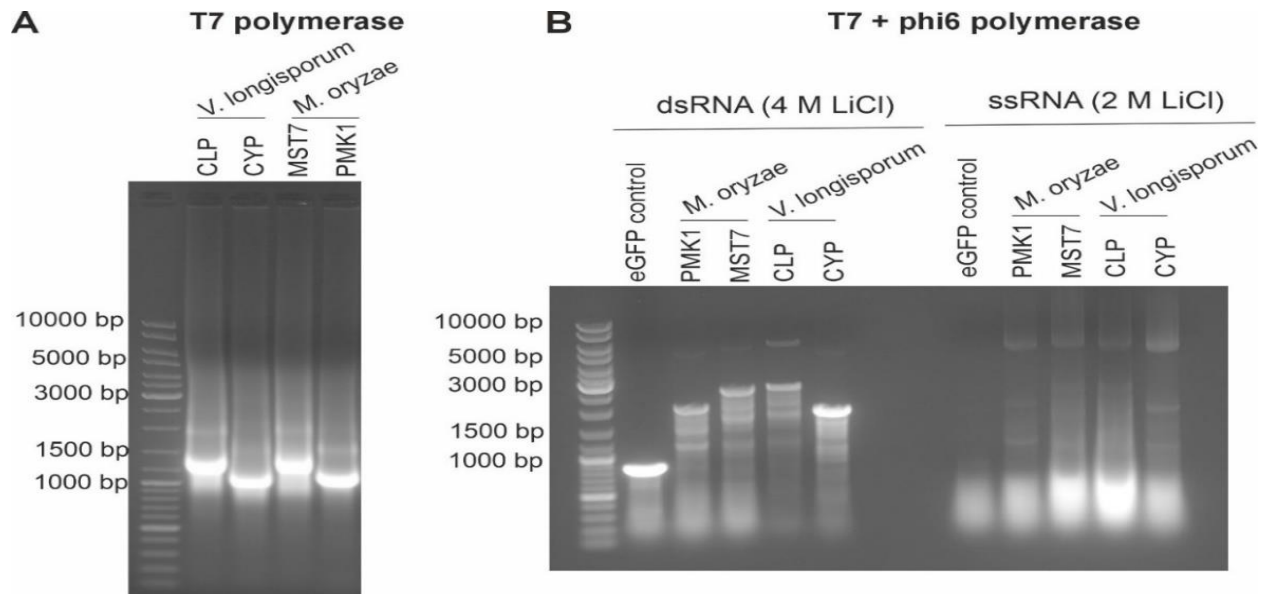 A
T7 polymerase
V. longisporum
M. oryzae
CLP
CYP
MST7
PMK1
10000 bp
5000 bp
3000 bp
1500 bp
1000 bp
B
T7 + phi6 polymerase
dsRNA (4 M LiCl)
ssRNA (2 M LiCl)
eGFP control
M. oryzae
V. longisporum
PMK1
MST7
CLP
CYP
eGFP control
M. oryzae
V. longisporum
PMK1
MST7
CLP
CYP
10000 bp
5000 bp
3000 bp
1500 bp
1000 bp